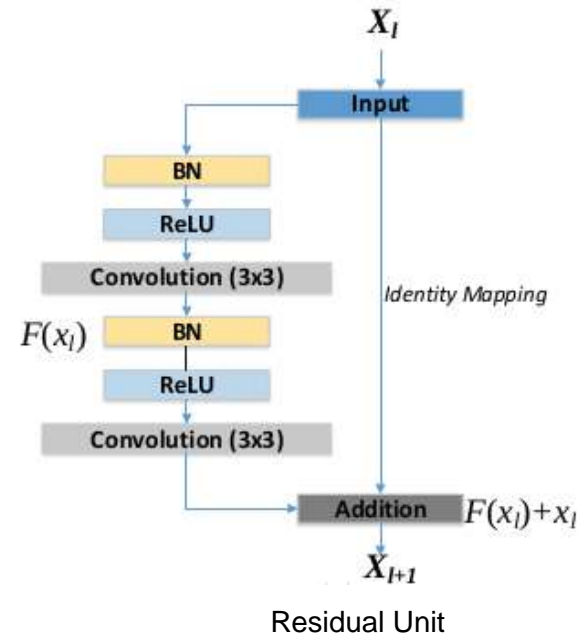 X_l
Input
BN
ReLU
Convolution (3x3)
Identity Mapping
F(x_l) BN
ReLU
Convolution (3x3)
Addition F(x_l)+x_l
X_{l+1}
Residual Unit